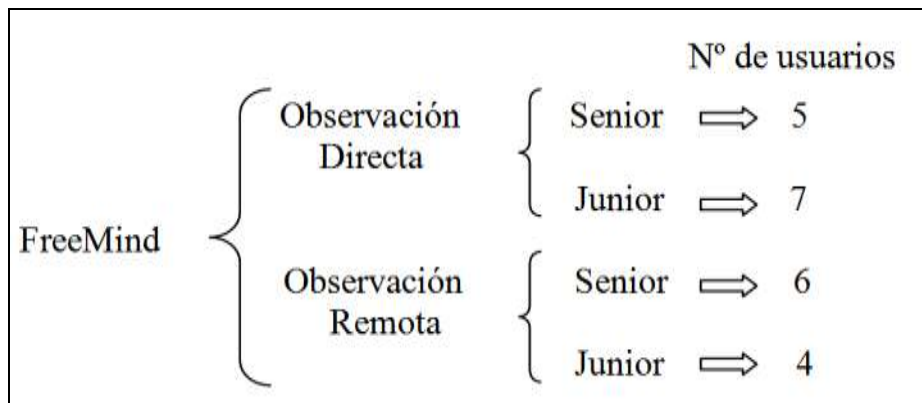 Nº de usuarios
Observación
Directa
Senior 5
Junior 7
FreeMind
Observación
Remota
Senior 6
Junior 4